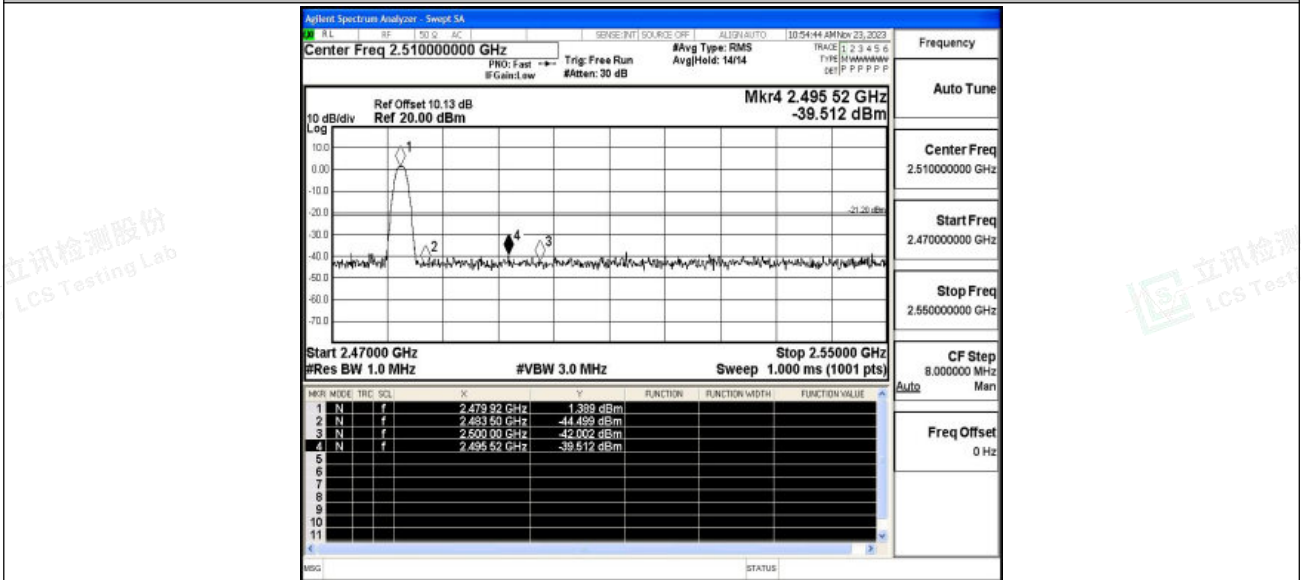 Agilent Spectrum Analyzer - Swept SA
RL RF 50 Ω AC SENSE:INT SOURCE OFF ALIGN AUTO 10:54:44 AM Nov 23, 2023
Center Freq 2.510000000 GHz
PNO: Fast
IFGain:Low
Trig: Free Run
#Atten: 30 dB
#Avg Type: RMS
Avg|Hold: 14/14
TRACE 1 2 3 4 5 6
TYPE M W W W W W
DET P P P P P P
Mkr4 2.495 52 GHz
-39.512 dBm
Ref Offset 10.13 dB
10 dB/div Ref 20.00 dBm
Log
10.0
0.00
-10.0
-20.0
-30.0
-40.0
-50.0
-60.0
-70.0
1
2
4
3
-21.20 dBm
Start 2.47000 GHz Stop 2.55000 GHz
#Res BW 1.0 MHz #VBW 3.0 MHz Sweep 1.000 ms (1001 pts)
MKR MODE TRC SCL X Y FUNCTION FUNCTION WIDTH FUNCTION VALUE
1 N f 2.479 92 GHz 1.389 dBm
2 N f 2.483 50 GHz -44.499 dBm
3 N f 2.500 00 GHz -42.002 dBm
4 N f 2.495 52 GHz -39.512 dBm
5
6
7
8
9
10
11
MSG STATUS
Frequency
Auto Tune
Center Freq
2.510000000 GHz
Start Freq
2.470000000 GHz
Stop Freq
2.550000000 GHz
CF Step
8.000000 MHz
Auto Man
Freq Offset
0 Hz
立讯检测股份
LCS Testing Lab
立讯检测
LCS Test